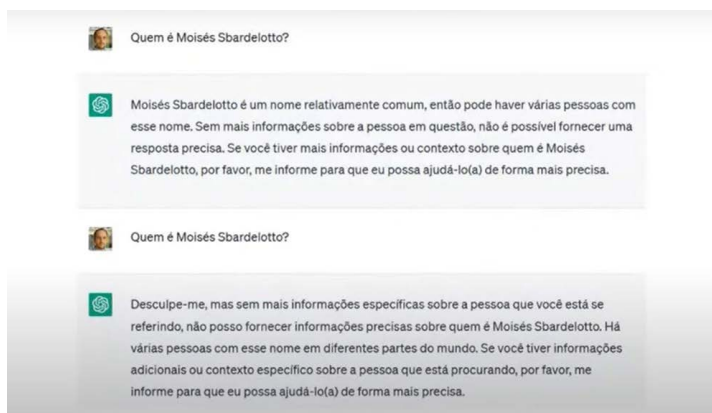 Quem é Moisés Sbardelotto?
Moisés Sbardelotto é um nome relativamente comum, então pode haver várias pessoas com
esse nome. Sem mais informações sobre a pessoa em questão, não é possível fornecer uma
resposta precisa. Se você tiver mais informações ou contexto sobre quem é Moisés
Sbardelotto, por favor, me informe para que eu possa ajudá-lo(a) de forma mais precisa.
Quem é Moisés Sbardelotto?
Desculpe-me, mas sem mais informações específicas sobre a pessoa que você está se
referindo, não posso fornecer informações precisas sobre quem é Moisés Sbardelotto. Há
várias pessoas com esse nome em diferentes partes do mundo. Se você tiver informações
adicionais ou contexto específico sobre a pessoa que está procurando, por favor, me
informe para que eu possa ajudá-lo(a) de forma mais precisa.